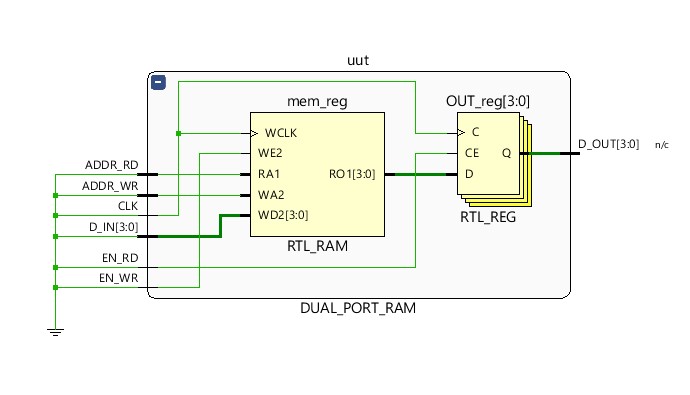 uut
mem_reg
OUT_reg[3:0]
WCLK
C
D_OUT[3:0]
n/c
WE2
CE
Q
ADDR_RD
RA1
RO1[3:0]
D
ADDR_WR
WA2
CLK
WD2[3:0]
RTL_REG
D_IN[3:0]
RTL_RAM
EN_RD
EN_WR
DUAL_PORT_RAM